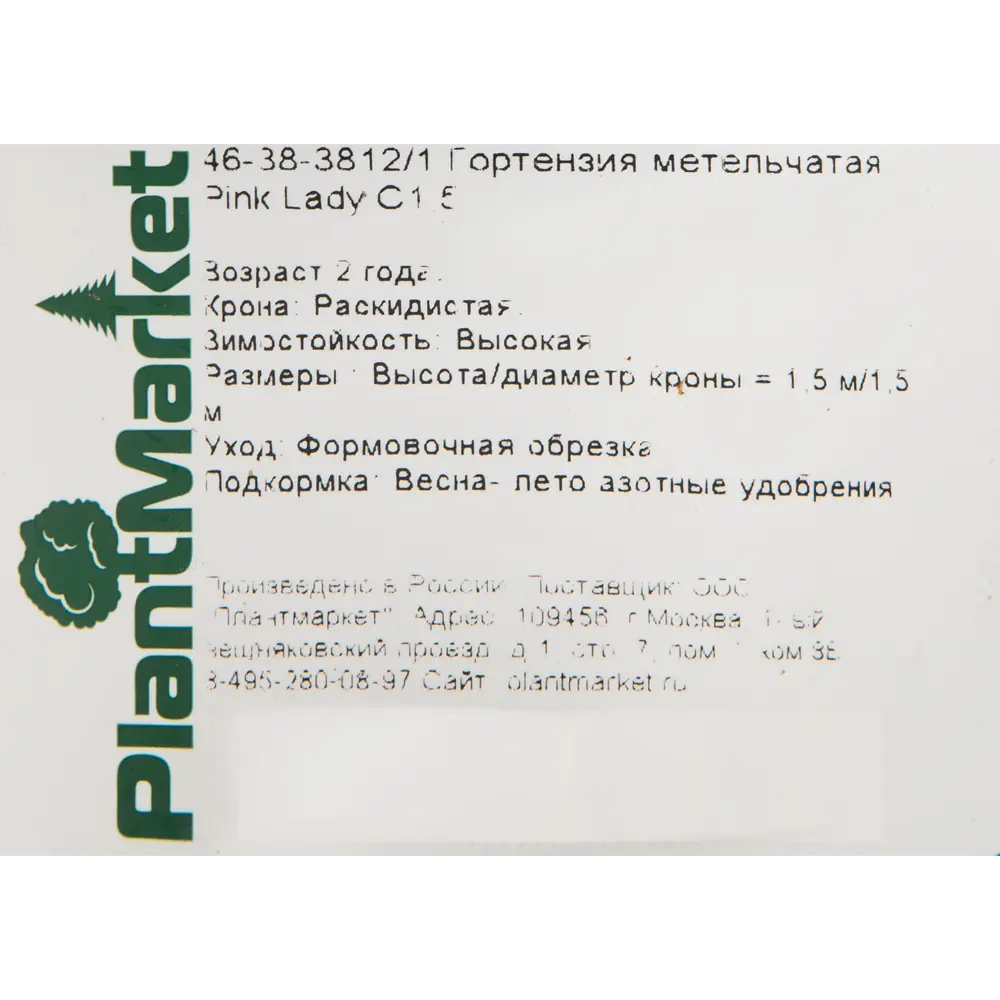 PlantMarket
46-38-3812/1 Гортензия метельчатая
Pink Lady C1 5
Возраст 2 года.
Крона: Раскидистая.
Зимостойкость: Высокая
Размеры : Высота/диаметр кроны = 1,5 м/1,5
м
Уход: Формовочная обрезка
Подкормка: Весна- лето азотные удобрения
Произведено в России Поставщик: ООО
"Плантмаркет" Адрес 109456 г Москва
Вешняковский проезд д 1 стр 7 пом ком
8-495-280-08-97 Сайт plantmarket ru